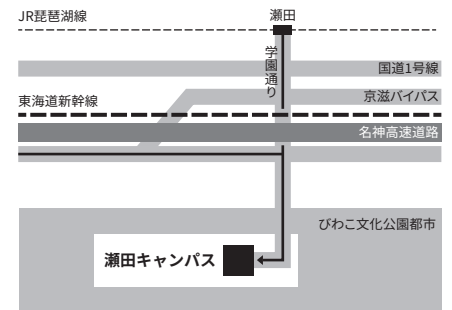 JR琵琶湖線
瀬田
学園通り
国道1号線
京滋バイパス
東海道新幹線
名神高速道路
びわこ文化公園都市
瀬田キャンパス